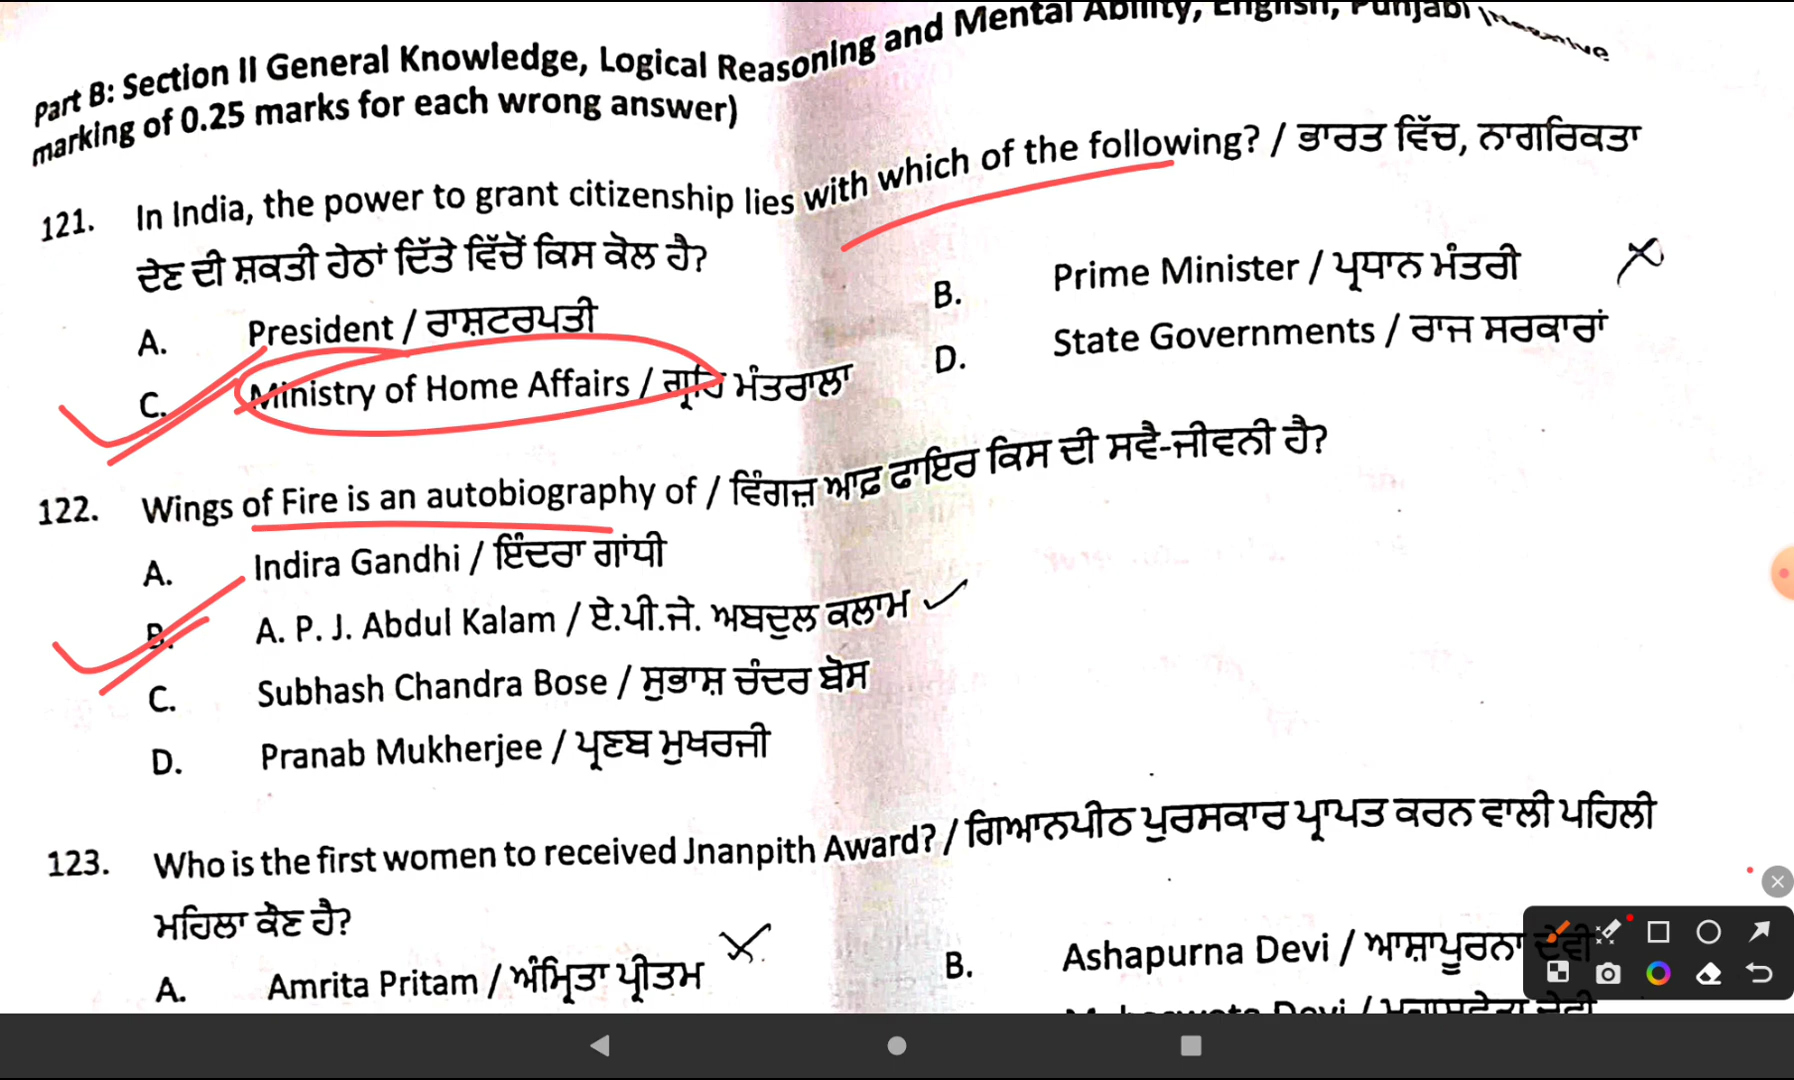 Part B: Section II General Knowledge, Logical Reasoning and Mental Ability, English, Punjabi
marking of 0.25 marks for each wrong answer)
121. In India, the power to grant citizenship lies with which of the following? / ਭਾਰਤ ਵਿੱਚ, ਨਾਗਰਿਕਤਾ
ਦੇਣ ਦੀ ਸ਼ਕਤੀ ਹੇਠਾਂ ਦਿੱਤੇ ਵਿੱਚੋਂ ਕਿਸ ਕੋਲ ਹੈ?
A. President / ਰਾਸ਼ਟਰਪਤੀ
B. Prime Minister / ਪ੍ਰਧਾਨ ਮੰਤਰੀ
C. Ministry of Home Affairs / ਗ੍ਰਹਿ ਮੰਤਰਾਲਾ
D. State Governments / ਰਾਜ ਸਰਕਾਰਾਂ
122. Wings of Fire is an autobiography of / ਵਿੰਗਜ਼ ਆਫ਼ ਫਾਇਰ ਕਿਸ ਦੀ ਸਵੈ-ਜੀਵਨੀ ਹੈ?
A. Indira Gandhi / ਇੰਦਰਾ ਗਾਂਧੀ
B. A. P. J. Abdul Kalam / ਏ.ਪੀ.ਜੇ. ਅਬਦੁਲ ਕਲਾਮ
C. Subhash Chandra Bose / ਸੁਭਾਸ਼ ਚੰਦਰ ਬੋਸ
D. Pranab Mukherjee / ਪ੍ਰਣਬ ਮੁਖਰਜੀ
123. Who is the first women to received Jnanpith Award? / ਗਿਆਨਪੀਠ ਪੁਰਸਕਾਰ ਪ੍ਰਾਪਤ ਕਰਨ ਵਾਲੀ ਪਹਿਲੀ
ਮਹਿਲਾ ਕੌਣ ਹੈ?
A. Amrita Pritam / ਅੰਮ੍ਰਿਤਾ ਪ੍ਰੀਤਮ
B. Ashapurna Devi / ਆਸ਼ਾਪੂਰਨਾ ਦੇਵੀ
Devi /